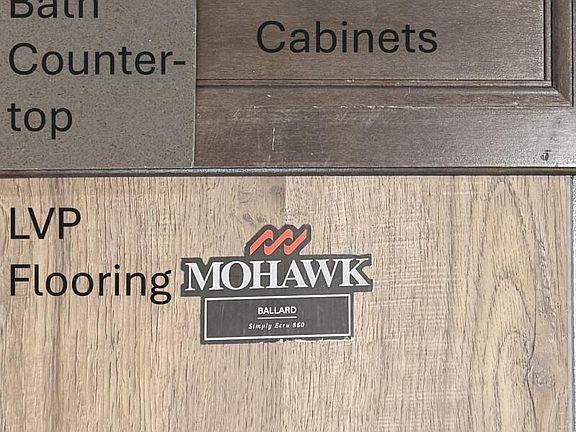 Bath
Counter-
top
Cabinets
LVP
Flooring
MOHAWK
BALLARD
Simply Ecru 860